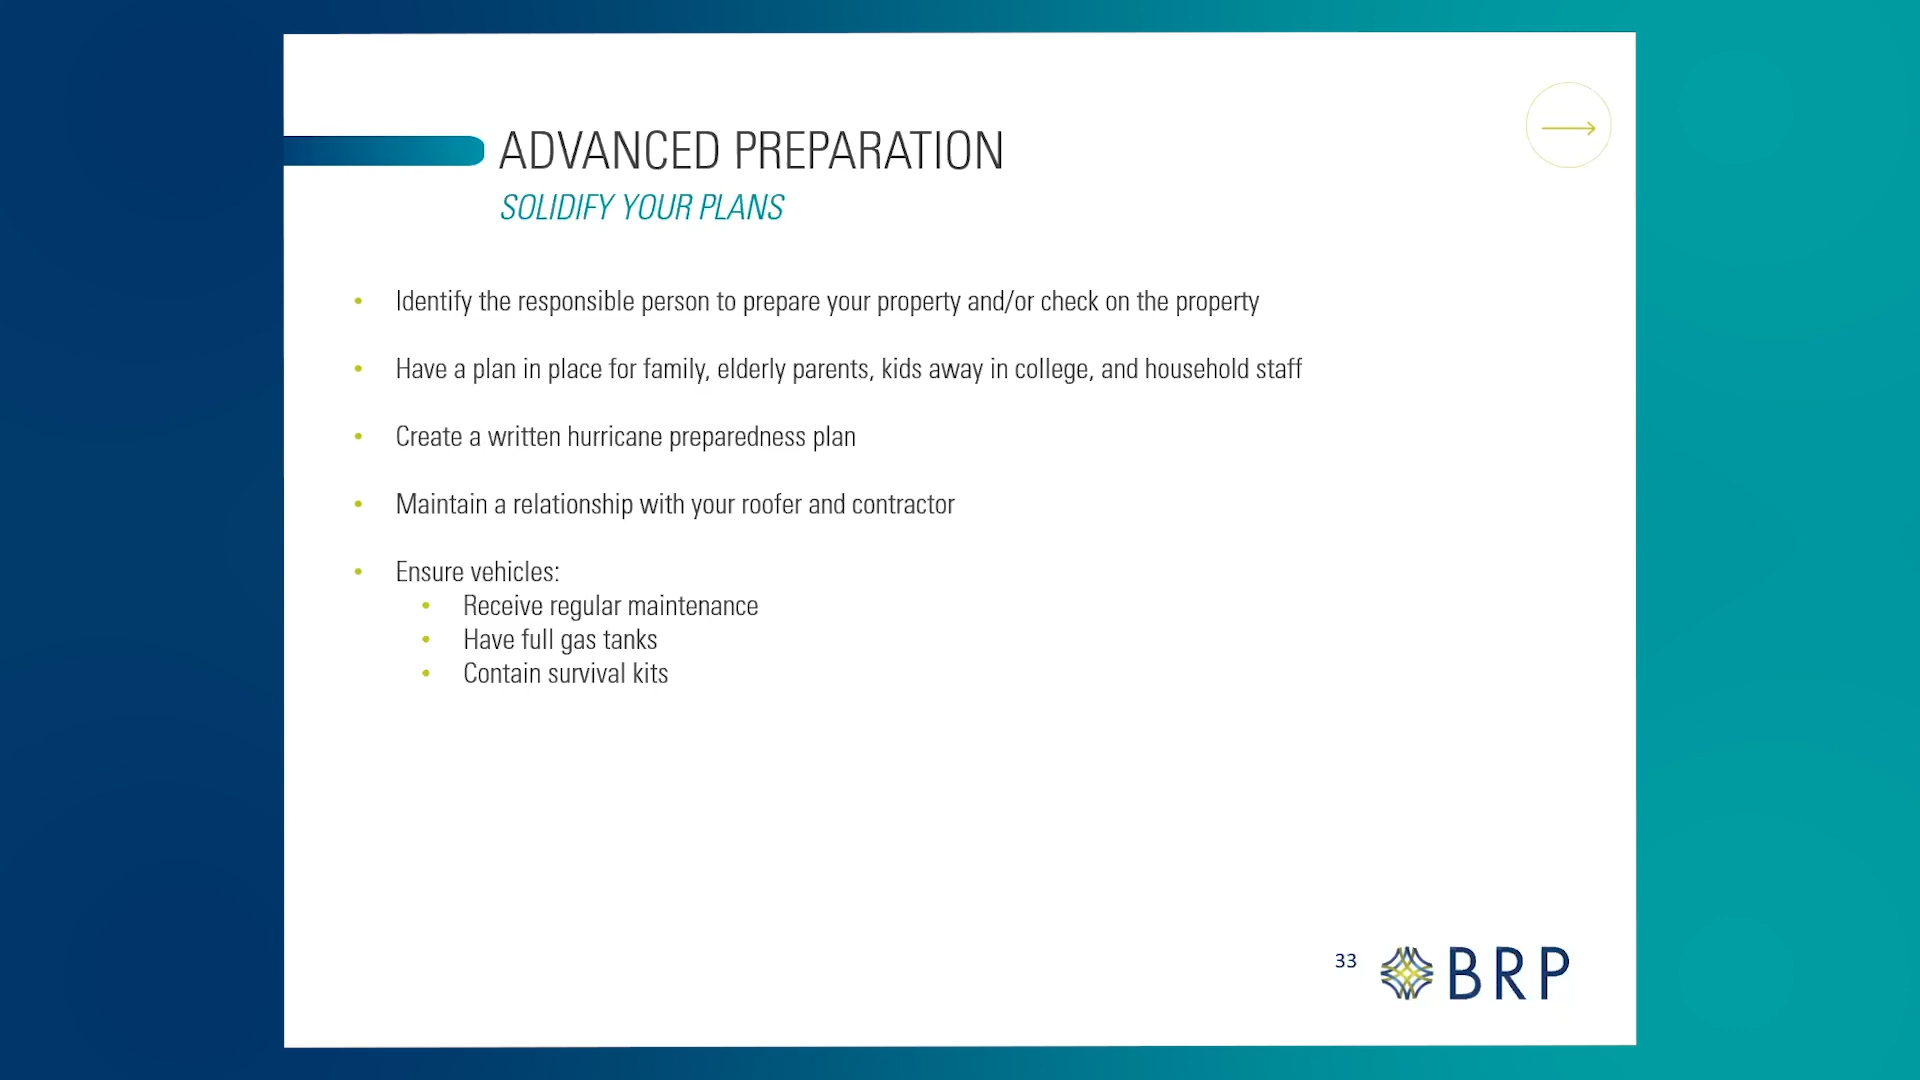 ADVANCED PREPARATION
SOLIDIFY YOUR PLANS
• Identify the responsible person to prepare your property and/or check on the property
• Have a plan in place for family, elderly parents, kids away in college, and household staff
• Create a written hurricane preparedness plan
• Maintain a relationship with your roofer and contractor
• Ensure vehicles:
• Receive regular maintenance
• Have full gas tanks
• Contain survival kits
33
BRP